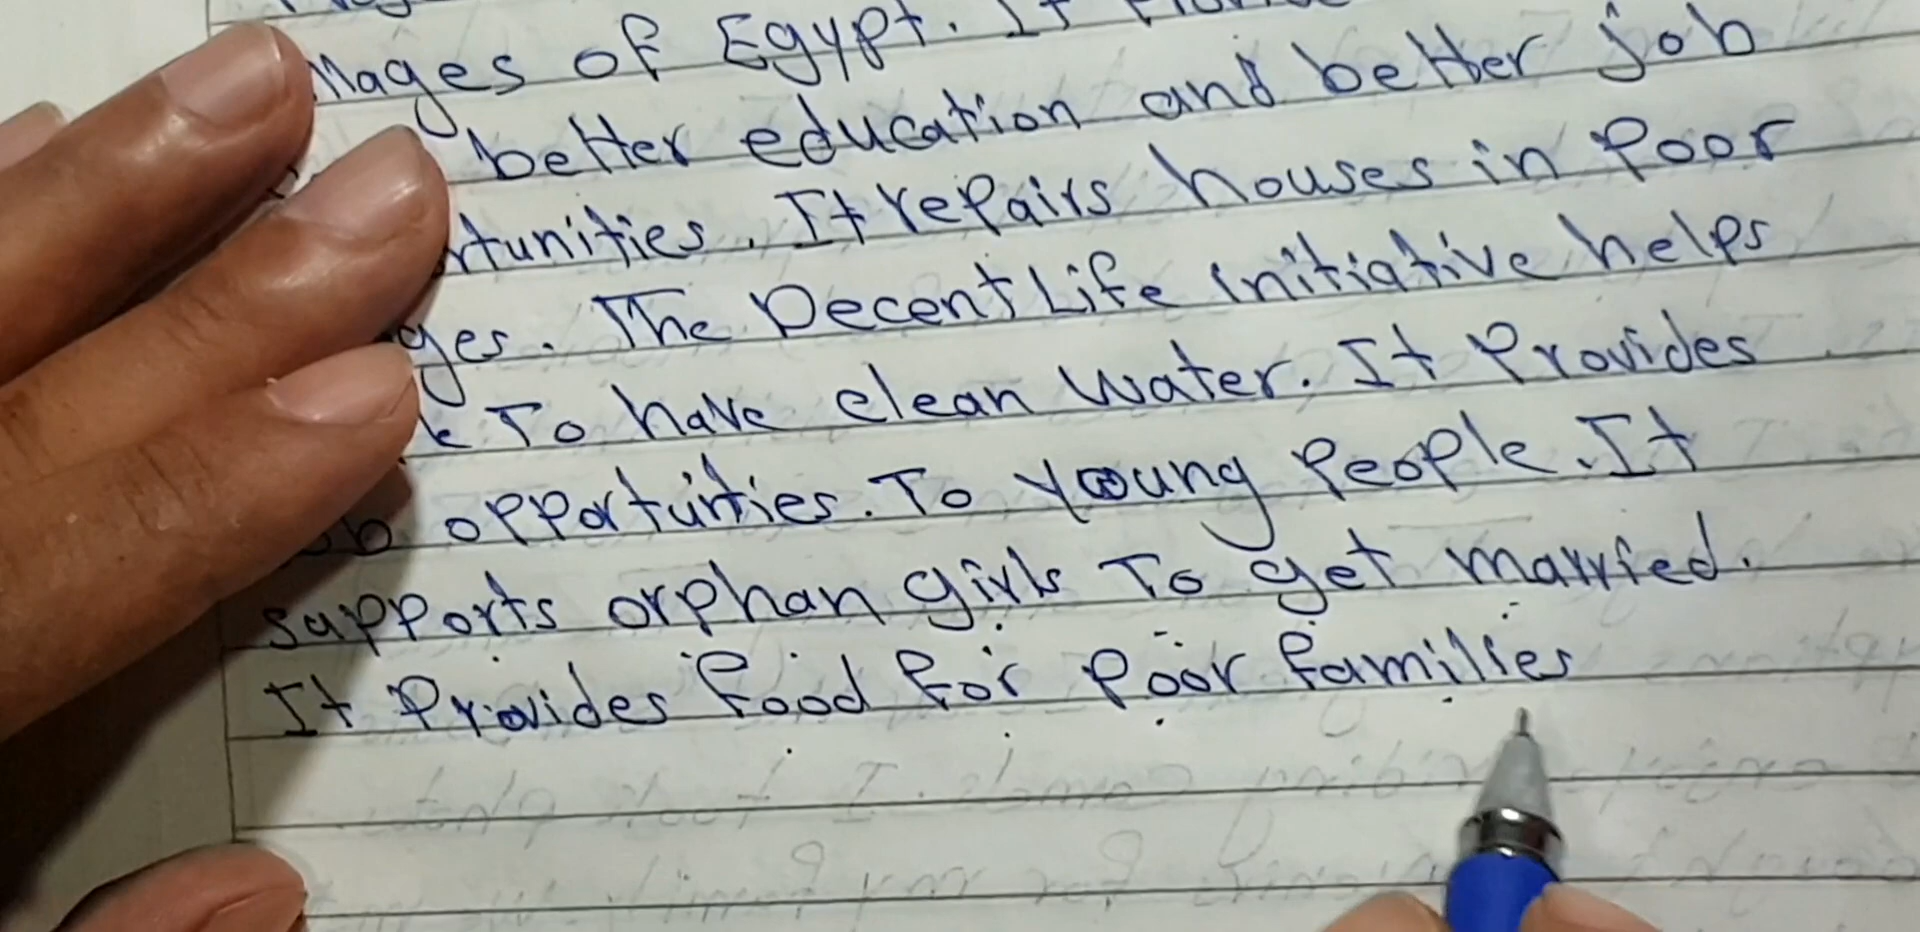 llages of Egypt. It
better education and better job
rtunities. It repairs houses in Poor
ges. The Decent Life initiative helps
To have clean water. It Provides
b opportunties. To young People. It
supports orphan girls To get married.
It Provides food for Poor families